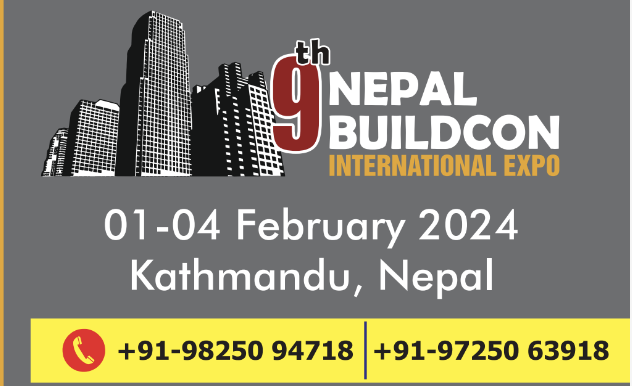 9th
NEPAL
BUILDCON
INTERNATIONAL EXPO
01-04 February 2024
Kathmandu, Nepal
+91-98250 94718 | +91-97250 63918